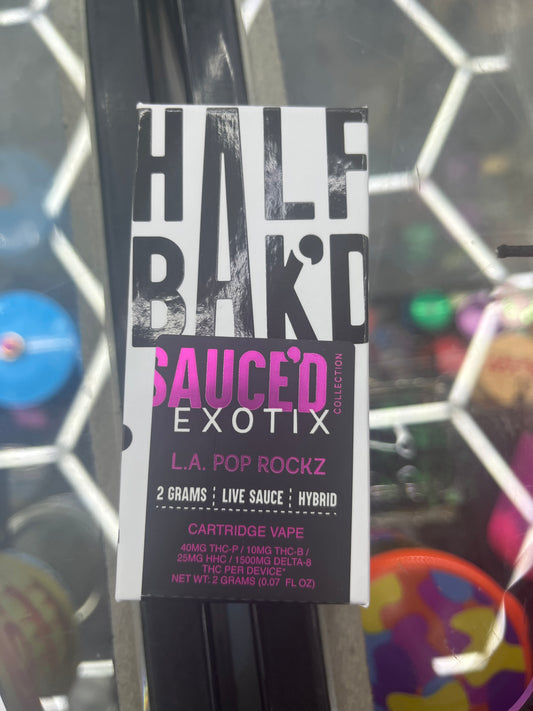 HALF
BAK'D
SAUCE'D
COLLECTION
EXOTIX
L.A. POP ROCKZ
2 GRAMS ¦ LIVE SAUCE ¦ HYBRID
CARTRIDGE VAPE
40MG THC-P / 10MG THC-B /
25MG HHC / 1500MG DELTA-8
THC PER DEVICE*
NET WT: 2 GRAMS (0.07 FL OZ)